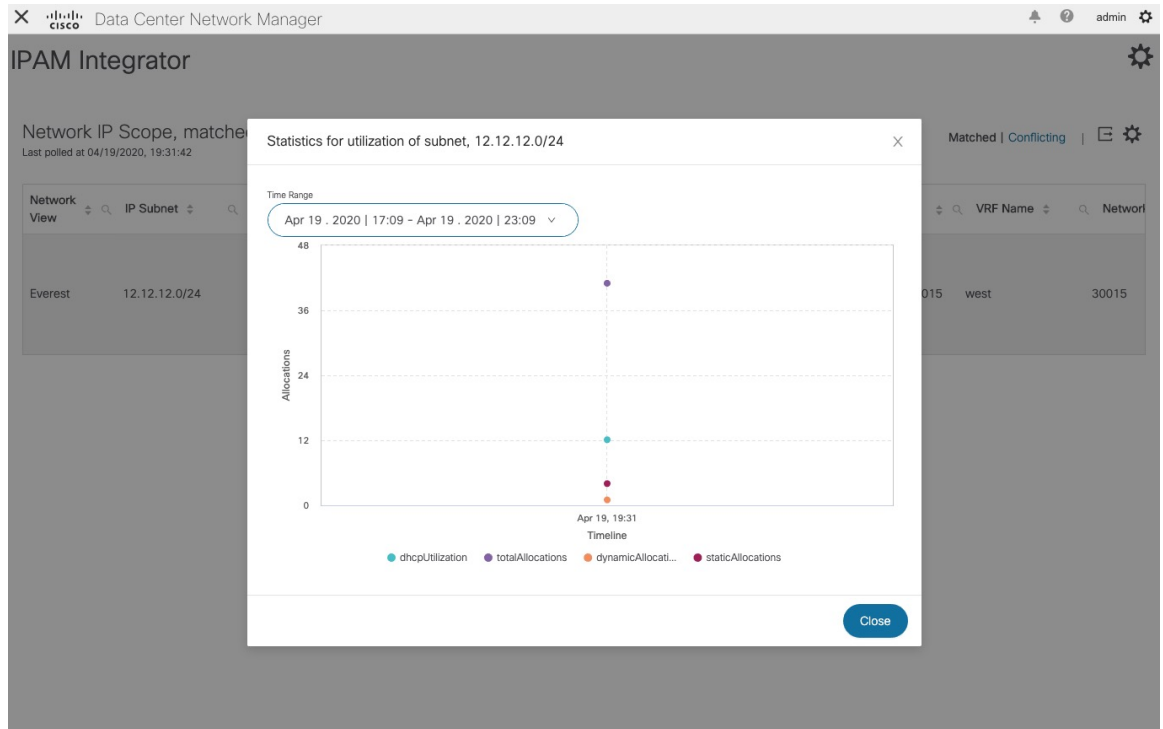 cisco Data Center Network Manager admin
IPAM Integrator
Network IP Scope, matche
Last polled at 04/19/2020, 19:31:42
Matched | Conflicting |
Network View IP Subnet VRF Name Network
Everest 12.12.12.0/24 015 west 30015
Statistics for utilization of subnet, 12.12.12.0/24
Time Range
Apr 19 . 2020 | 17:09 - Apr 19 . 2020 | 23:09
48
36
24
12
0
Allocations
Apr 19, 19:31
Timeline
dhcpUtilization totalAllocations dynamicAllocati... staticAllocations
Close